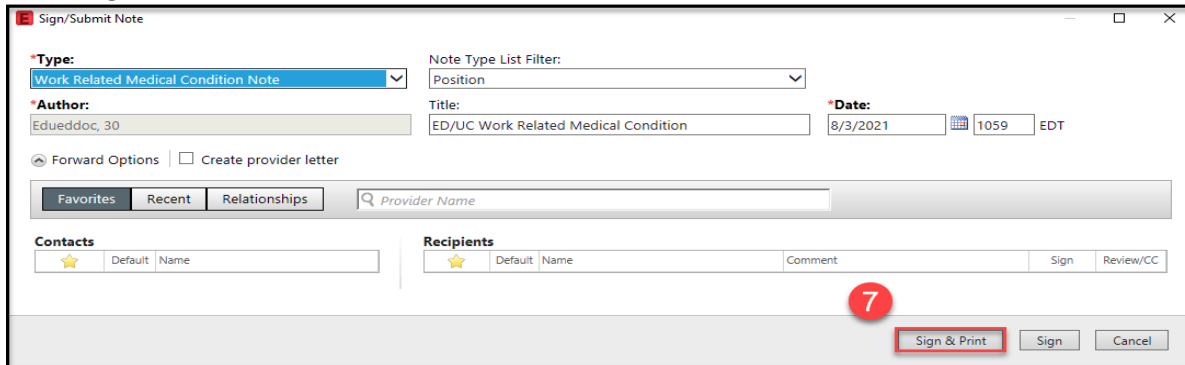 E Sign/Submit Note
*Type: Note Type List Filter:
Work Related Medical Condition Note Position
*Author: Title: *Date:
Edueddoc, 30 ED/UC Work Related Medical Condition 8/3/2021 1059 EDT
Forward Options Create provider letter
Favorites Recent Relationships Provider Name
Contacts Recipients
Default Name Default Name Comment Sign Review/CC
7
Sign & Print Sign Cancel